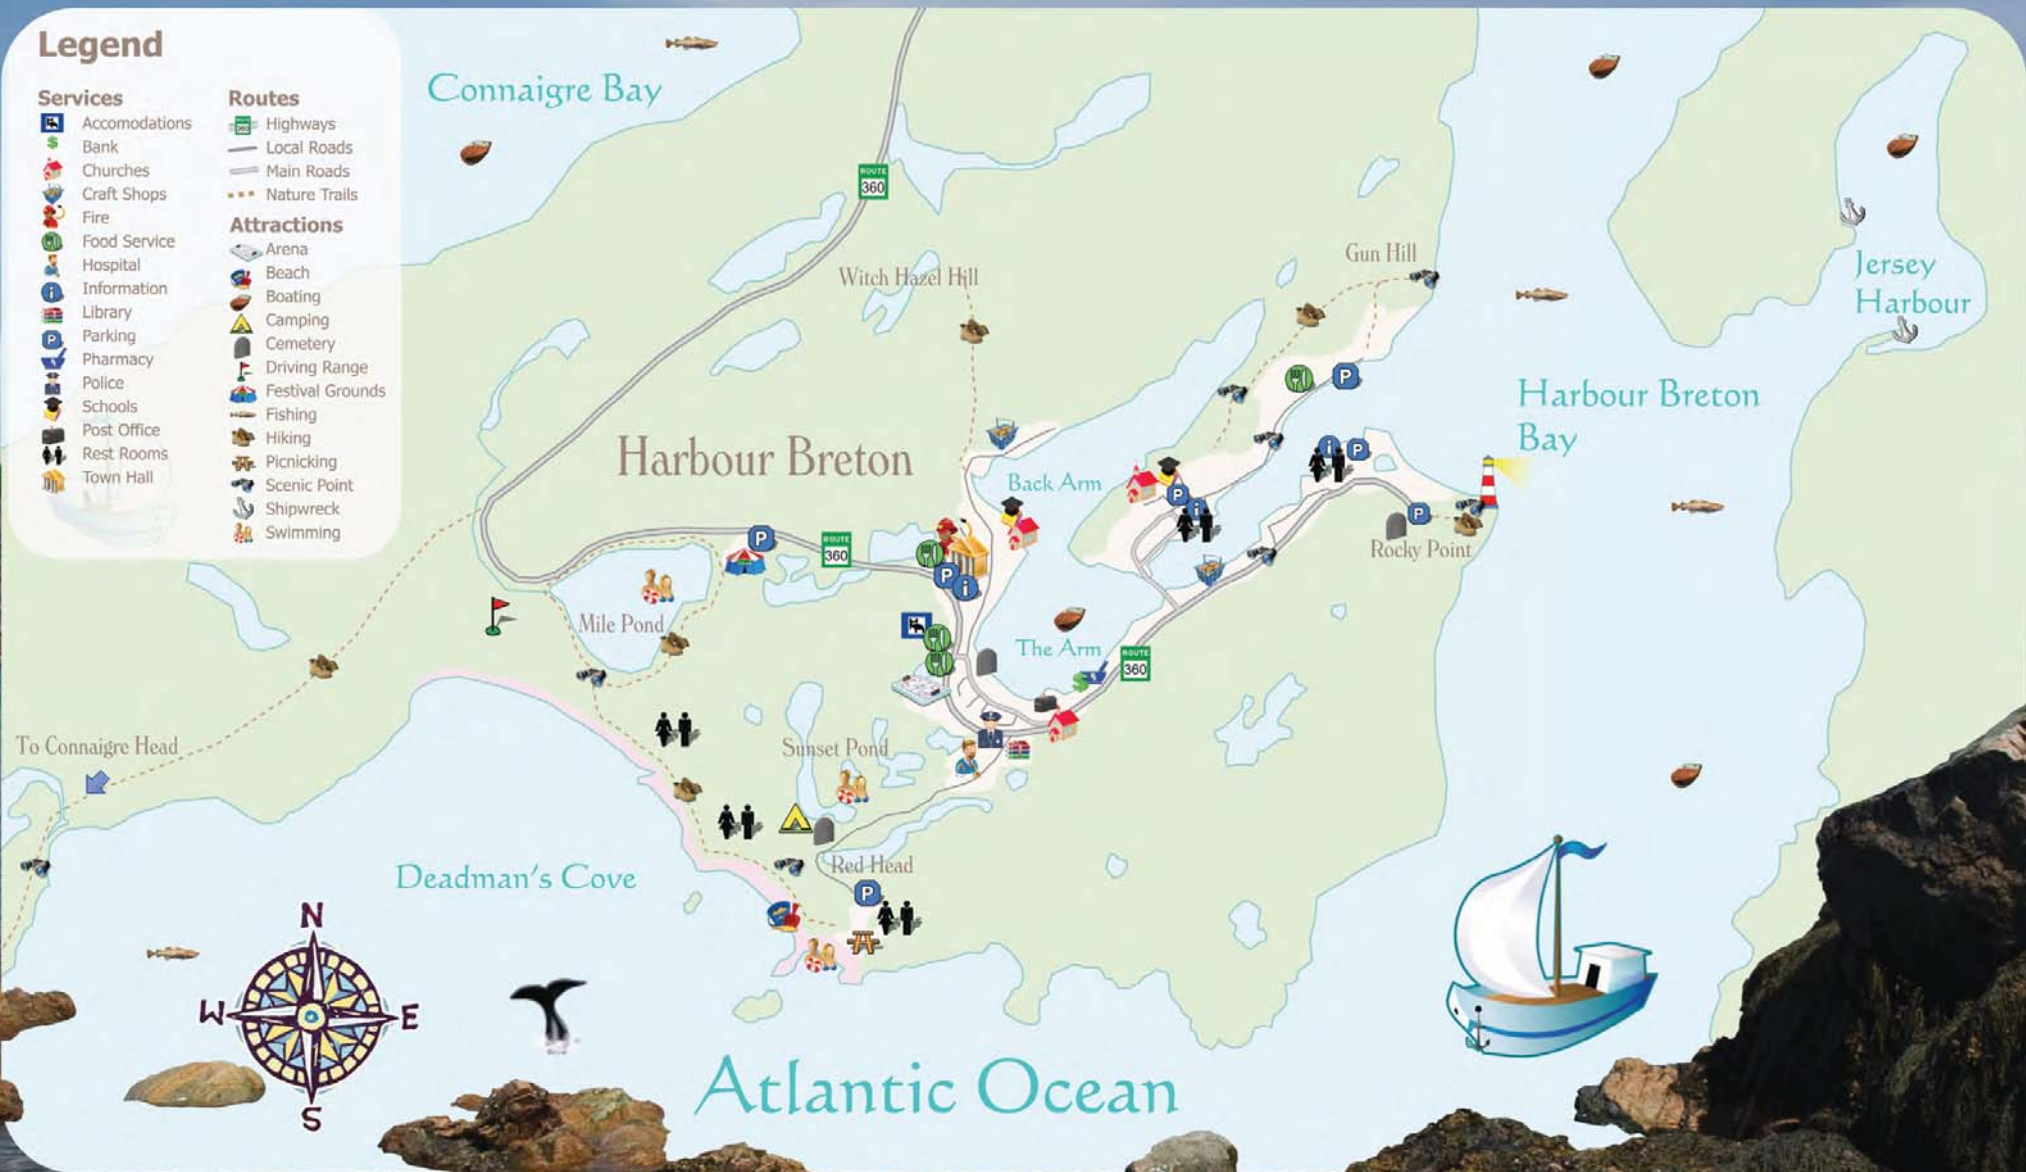 Legend
Services
Accomodations
Bank
Churches
Craft Shops
Fire
Food Service
Hospital
Information
Library
Parking
Pharmacy
Police
Schools
Post Office
Rest Rooms
Town Hall
Routes
ROUTE
360
Highways
Local Roads
Main Roads
Nature Trails
Attractions
Arena
Beach
Boating
Camping
Cemetery
Driving Range
Festival Grounds
Fishing
Hiking
Picnicking
Scenic Point
Shipwreck
Swimming
Connaigre Bay
ROUTE
360
Witch Hazel Hill
Gun Hill
Jersey
Harbour
Harbour Breton
Bay
P
Harbour Breton
Back Arm
i
P
P
i
P
Rocky Point
P
ROUTE
360
P
i
Mile Pond
The Arm
ROUTE
360
$
To Connaigre Head
Sunset Pond
Deadman's Cove
Red Head
P
N
W
E
S
Atlantic Ocean